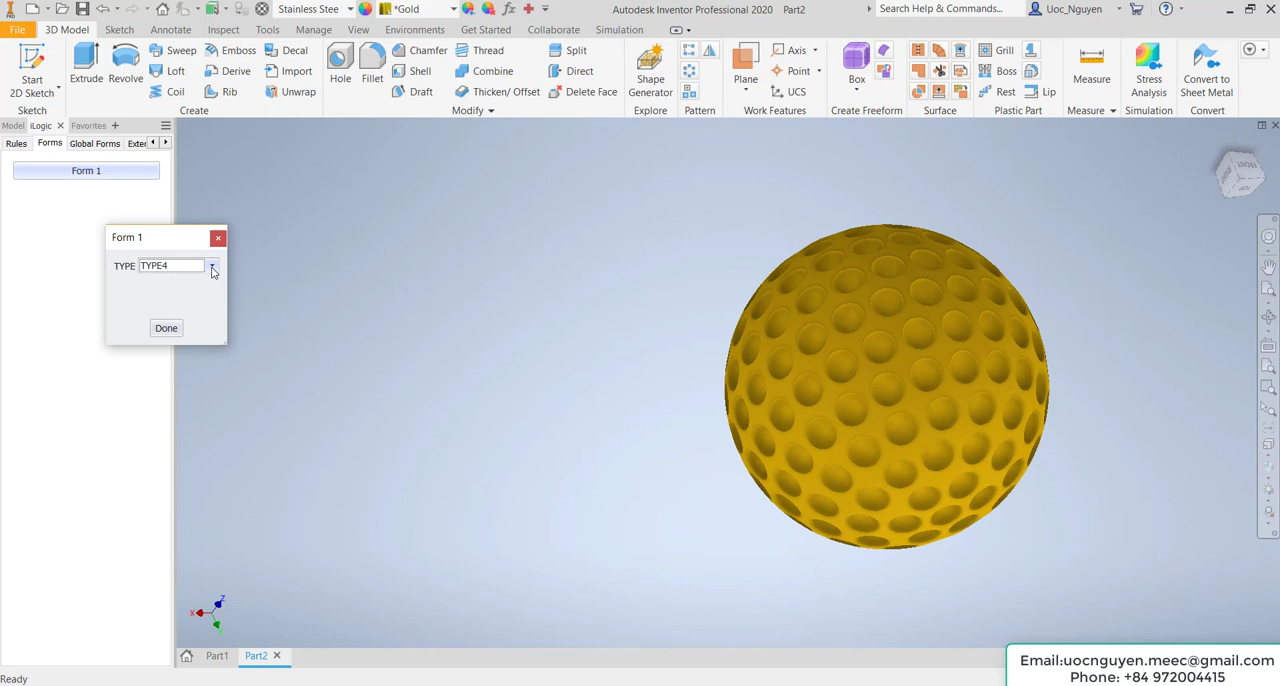 Stainless Stee
*Gold
Autodesk Inventor Professional 2020 Part2
Search Help & Commands...
Uoc_Nguyen
File 3D Model Sketch Annotate Inspect Tools Manage View Environments Get Started Collaborate Simulation
Start
2D Sketch
Extrude
Revolve
Sweep
Loft
Coil
Emboss
Derive
Rib
Decal
Import
Unwrap
Hole
Fillet
Chamfer
Shell
Draft
Thread
Combine
Thicken/ Offset
Split
Direct
Delete Face
Shape
Generator
Plane
Axis
Point
UCS
Box
Grill
Boss
Rest
Lip
Measure
Stress
Analysis
Convert to
Sheet Metal
Sketch Create Modify Explore Pattern Work Features Create Freeform Surface Plastic Part Measure Simulation Convert
Model iLogic Favorites
Rules Forms Global Forms Exter
Form 1
Form 1
TYPE TYPE4
Done
FRONT
X
Z
Y
Part1 Part2
Ready
Email:uocnguyen.meec@gmail.com
Phone: +84 972004415